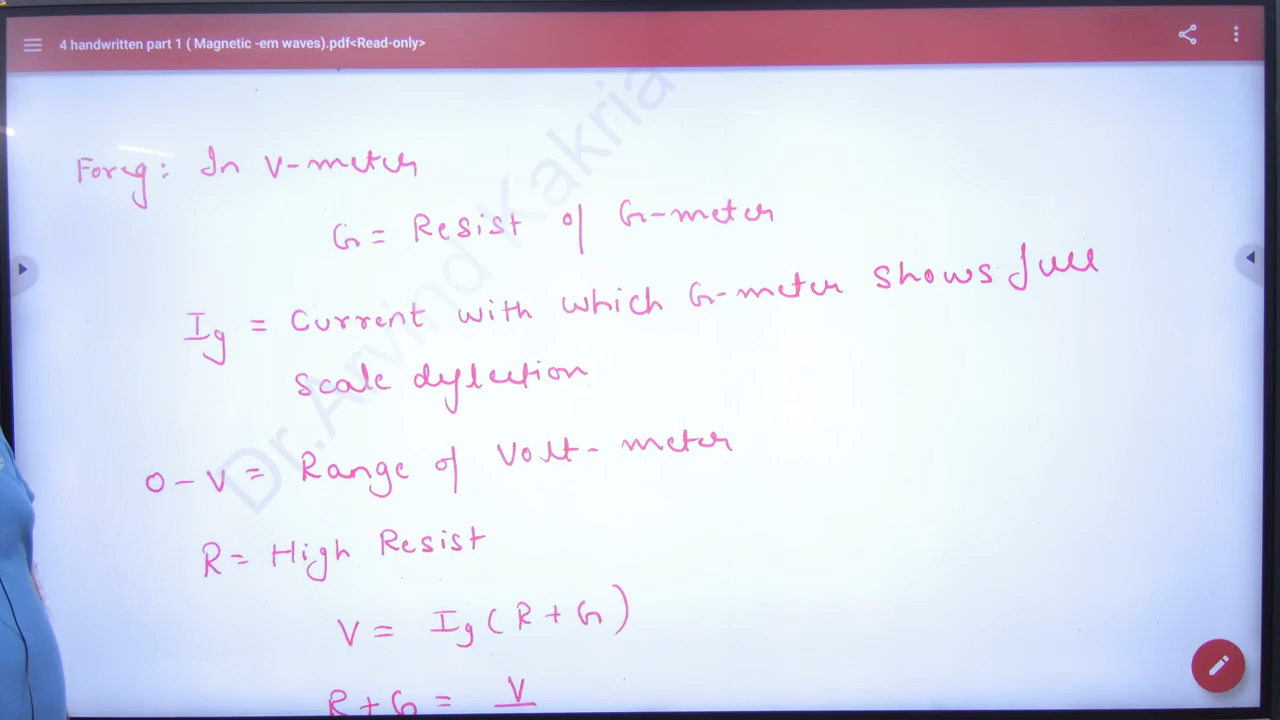 4 handwritten part 1 ( Magnetic -em waves).pdf<Read-only>
Dr.Arvind Kakria
In V-meter
G = Resist of G-meter
Ig = Current with which G-meter shows full
scale deflection
0 - V = Range of Volt- meter
R = High Resist
V = Ig ( R + G )
R + G = V